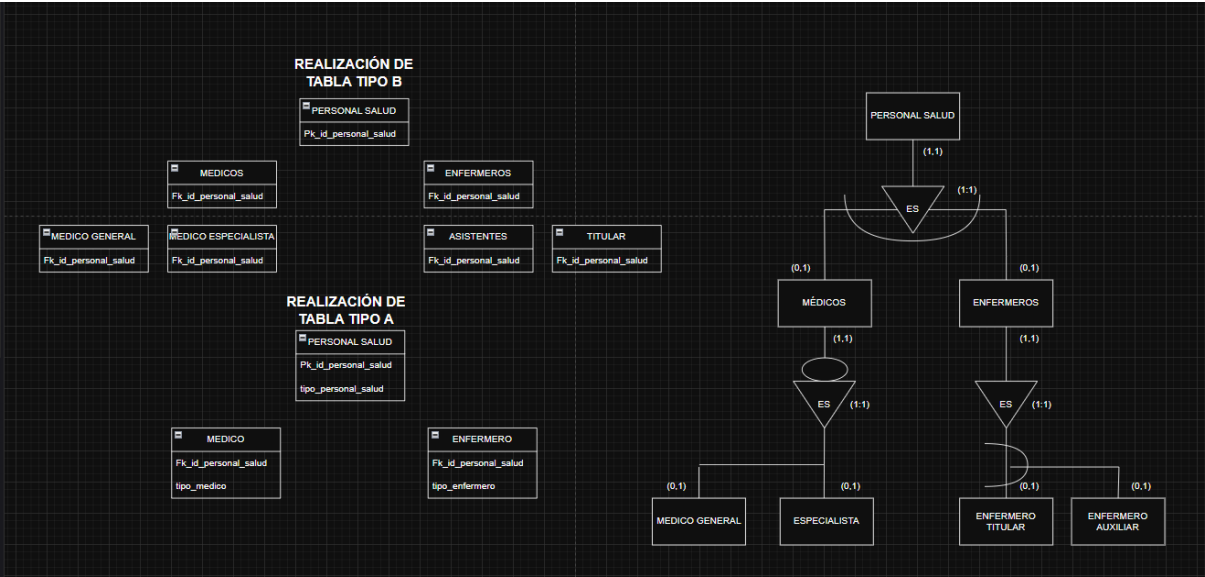 REALIZACIÓN DE
TABLA TIPO B
PERSONAL SALUD
Pk_id_personal_salud
MEDICOS
Fk_id_personal_salud
ENFERMEROS
Fk_id_personal_salud
MEDICO GENERAL
Fk_id_personal_salud
MEDICO ESPECIALISTA
Fk_id_personal_salud
ASISTENTES
Fk_id_personal_salud
TITULAR
Fk_id_personal_salud
REALIZACIÓN DE
TABLA TIPO A
PERSONAL SALUD
Pk_id_personal_salud
tipo_personal_salud
MEDICO
Fk_id_personal_salud
tipo_medico
ENFERMERO
Fk_id_personal_salud
tipo_enfermero
PERSONAL SALUD
(1,1)
(1:1)
ES
(0,1)
(0,1)
MÉDICOS
ENFERMEROS
(1,1)
(1,1)
ES
(1:1)
ES
(1:1)
(0,1)
(0,1)
(0,1)
(0,1)
MEDICO GENERAL
ESPECIALISTA
ENFERMERO
TITULAR
ENFERMERO
AUXILIAR